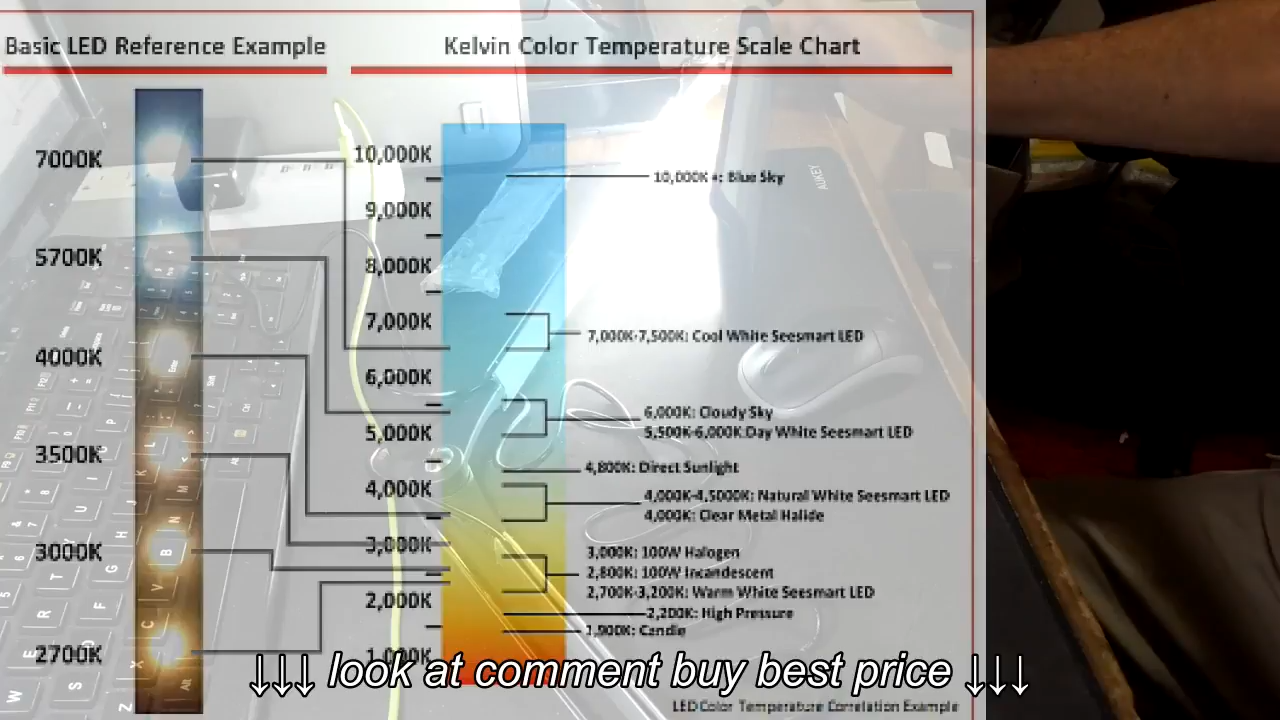 Basic LED Reference Example
Kelvin Color Temperature Scale Chart
7000K
5700K
4000K
3500K
3000K
2700K
10,000K
9,000K
8,000K
7,000K
6,000K
5,000K
4,000K
3,000K
2,000K
1,000K
10,000K +: Blue Sky
7,000K-7,500K: Cool White Seesmart LED
6,000K: Cloudy Sky
5,500K-6,000K:Day White Seesmart LED
4,800K: Direct Sunlight
4,000K-4,5000K: Natural White Seesmart LED
4,000K: Clear Metal Halide
3,000K: 100W Halogen
2,800K: 100W Incandescent
2,700K-3,200K: Warm White Seesmart LED
2,200K: High Pressure
1,900K: Candle
AUKEY
↓↓↓ look at comment buy best price ↓↓↓
LED Color Temperature Correlation Example